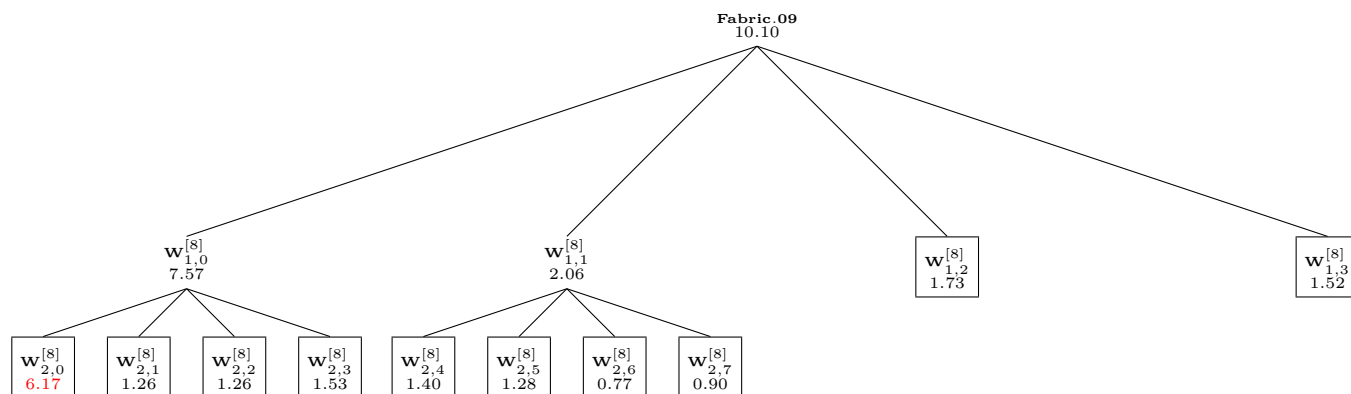 Fabric.09
10.10
W[8]1,0
7.57
W[8]1,1
2.06
W[8]1,2
1.73
W[8]1,3
1.52
W[8]2,0
6.17
W[8]2,1
1.26
W[8]2,2
1.26
W[8]2,3
1.53
W[8]2,4
1.40
W[8]2,5
1.28
W[8]2,6
0.77
W[8]2,7
0.90